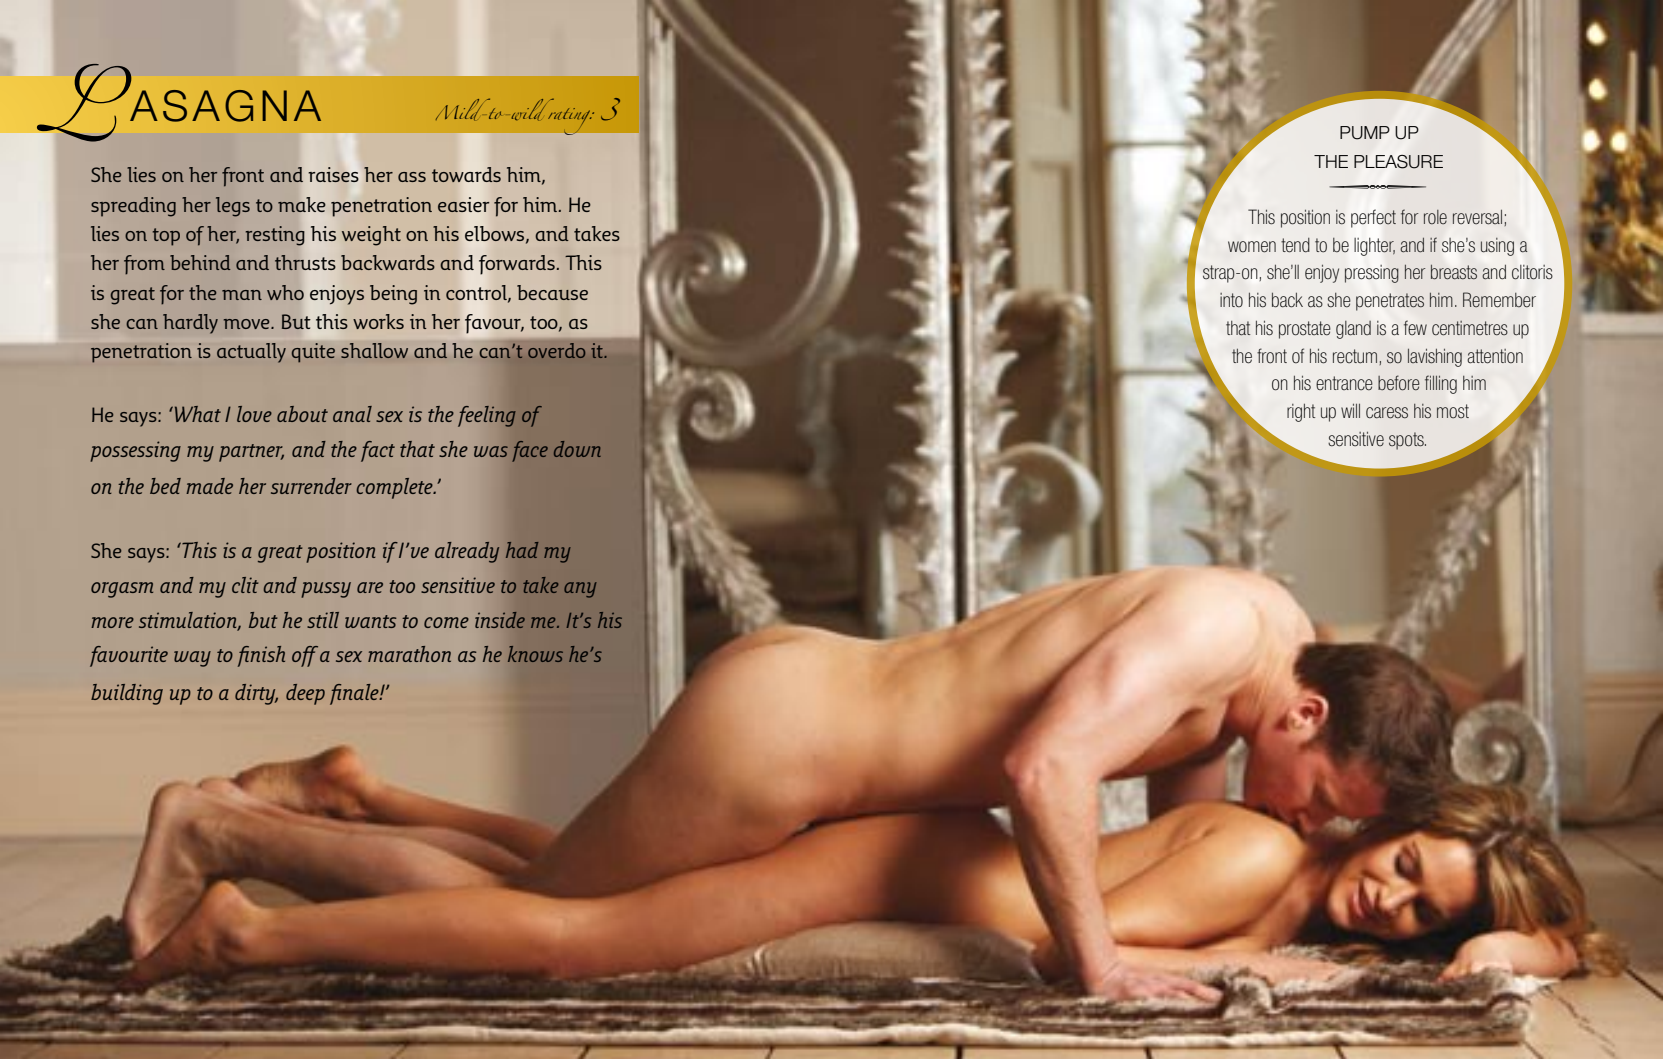 LASAGNA
Mild-to-wild rating: 3
She lies on her front and raises her ass towards him,
spreading her legs to make penetration easier for him. He
lies on top of her, resting his weight on his elbows, and takes
her from behind and thrusts backwards and forwards. This
is great for the man who enjoys being in control, because
she can hardly move. But this works in her favour, too, as
penetration is actually quite shallow and he can't overdo it.
He says: ‘What I love about anal sex is the feeling of
possessing my partner, and the fact that she was face down
on the bed made her surrender complete.’
She says: ‘This is a great position if I’ve already had my
orgasm and my clit and pussy are too sensitive to take any
more stimulation, but he still wants to come inside me. It’s his
favourite way to finish off a sex marathon as he knows he’s
building up to a dirty, deep finale!’
PUMP UP
THE PLEASURE
This position is perfect for role reversal;
women tend to be lighter, and if she’s using a
strap-on, she’ll enjoy pressing her breasts and clitoris
into his back as she penetrates him. Remember
that his prostate gland is a few centimetres up
the front of his rectum, so lavishing attention
on his entrance before filling him
right up will caress his most
sensitive spots.